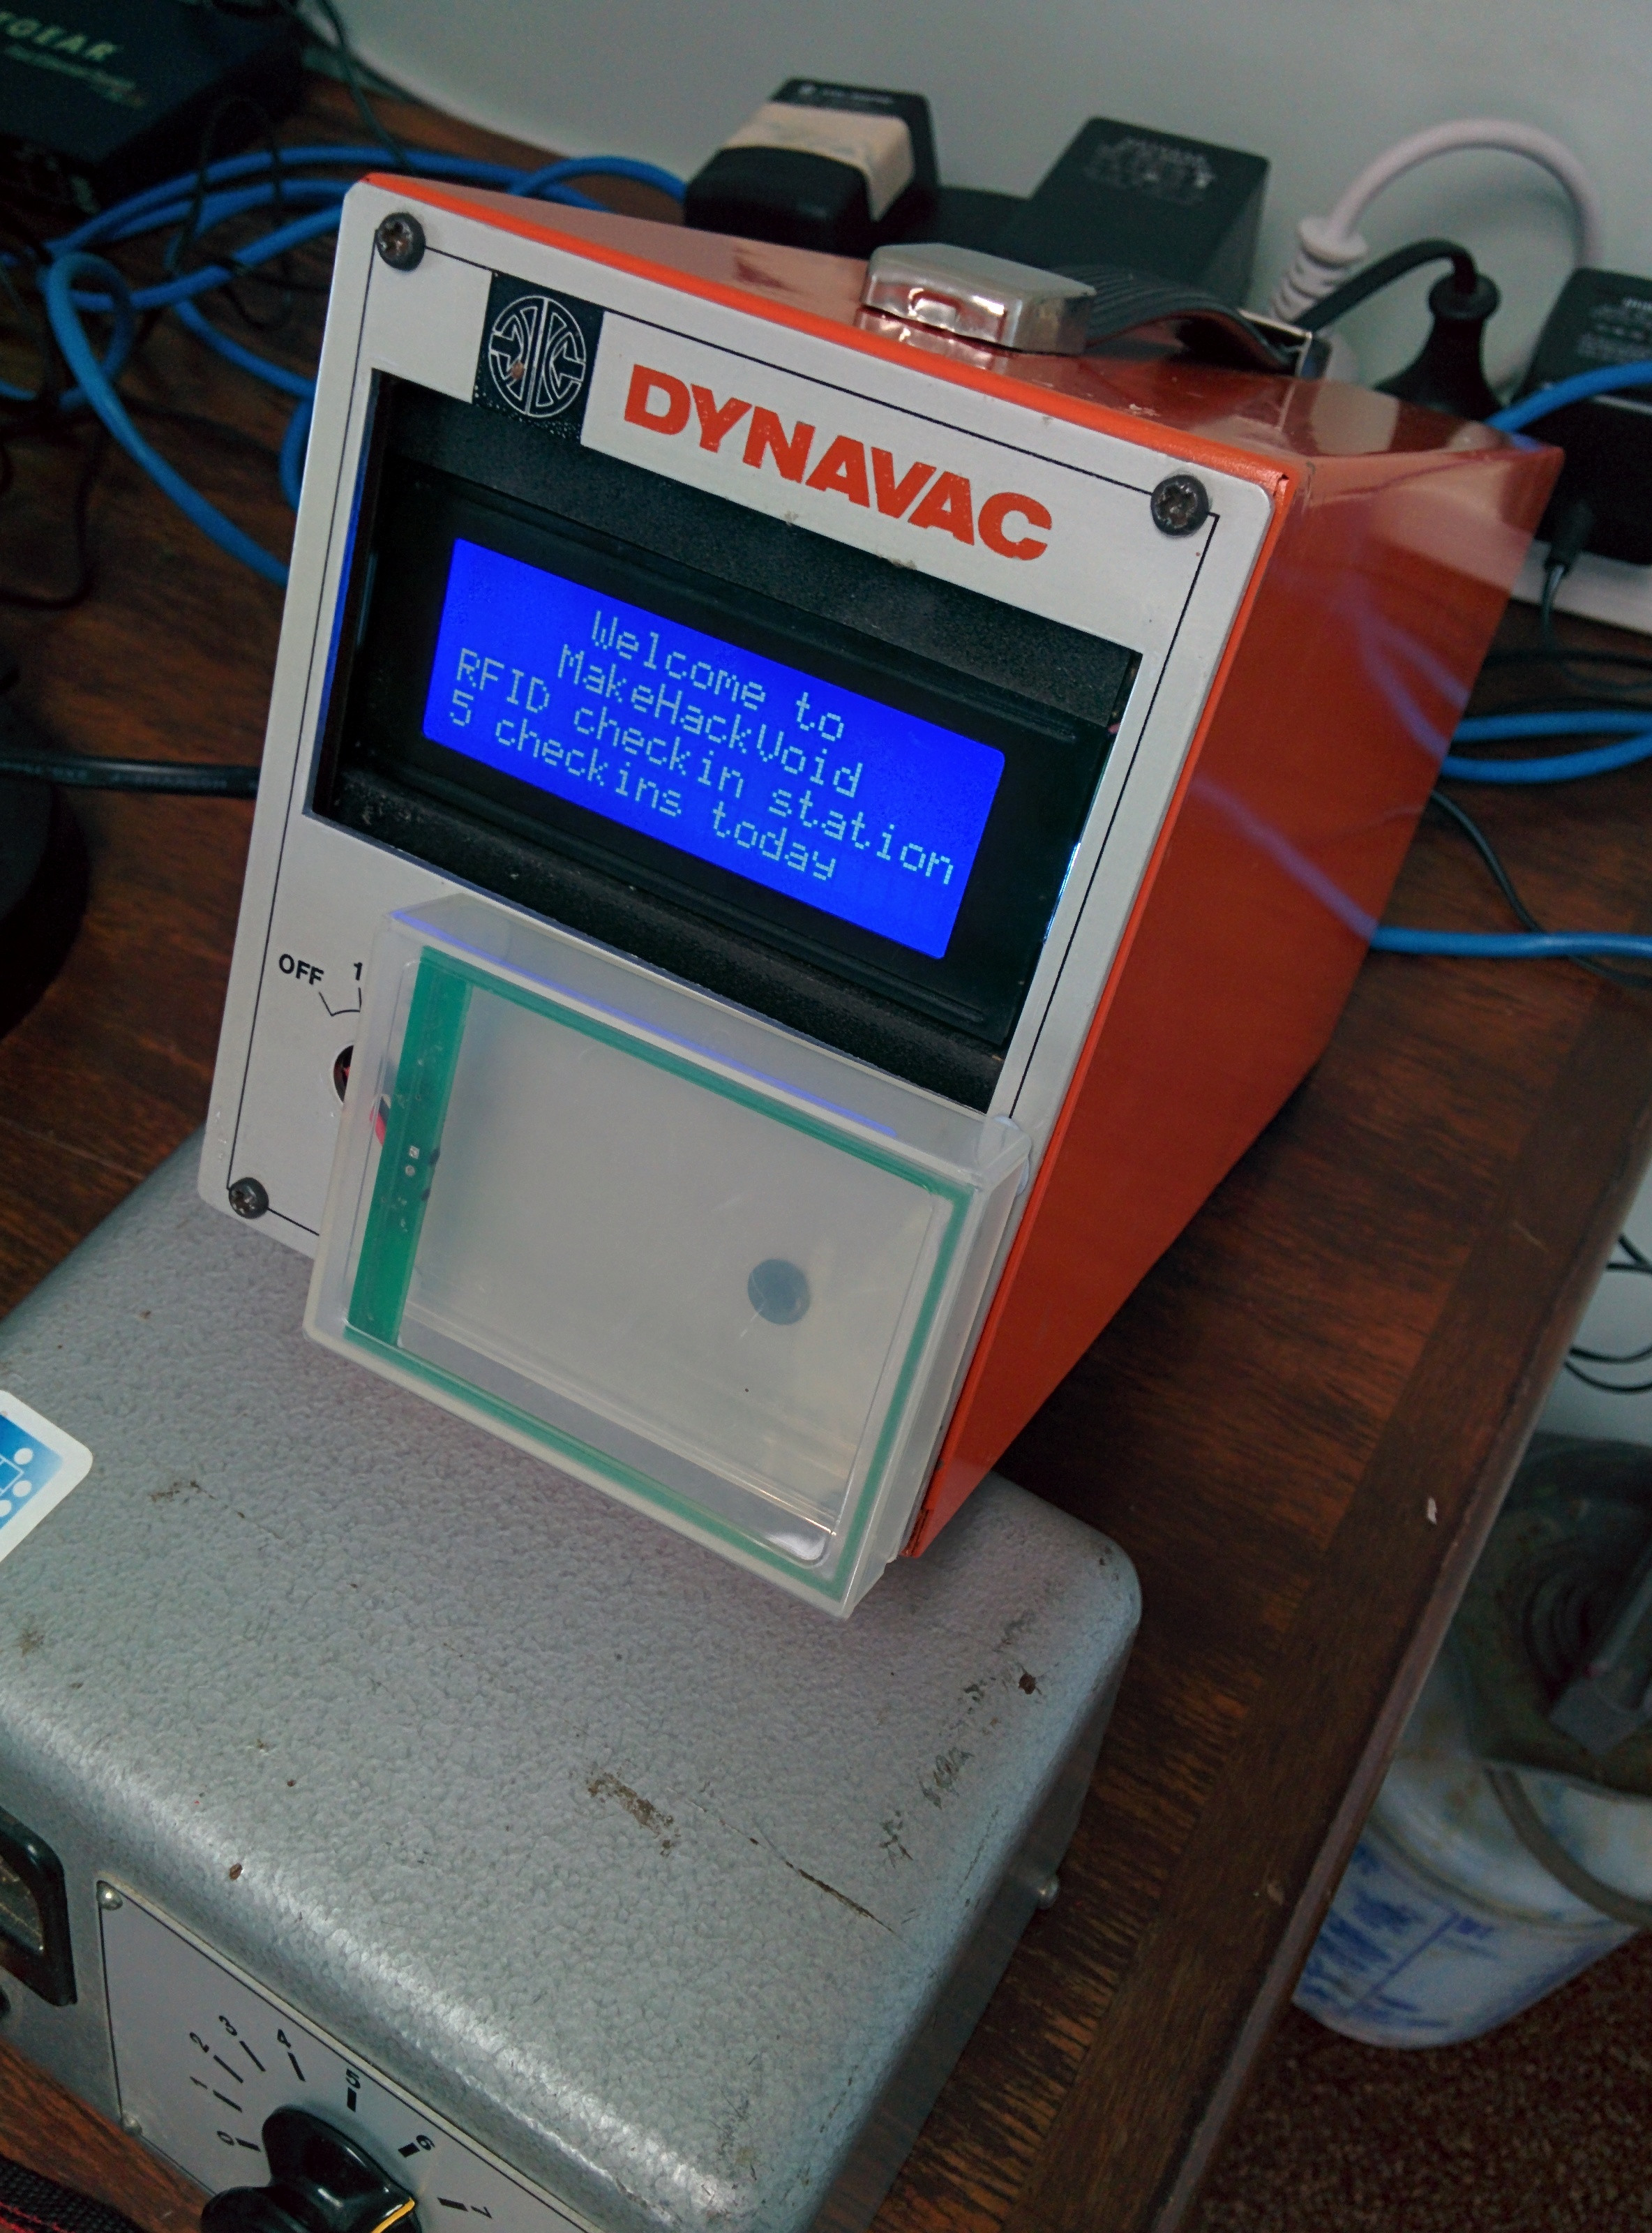 DYNAVAC
Welcome to
MakeHackVoid
RFID checkin station
5 checkins today
OFF 1
0 1 2 3 4 5 6 7